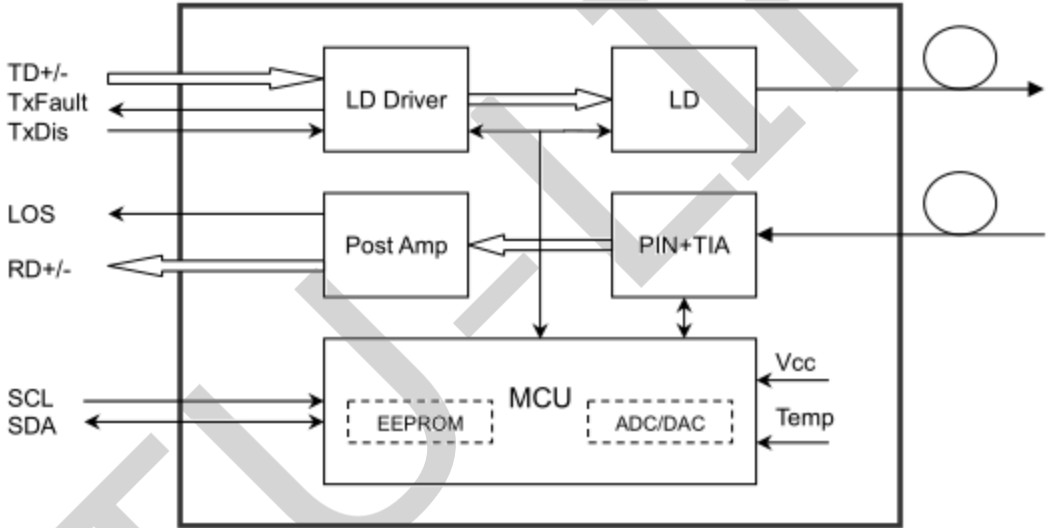 TD+/-
TxFault
TxDis
LD Driver
LD
LOS
RD+/-
Post Amp
PIN+TIA
SCL
SDA
MCU
EEPROM
ADC/DAC
Vcc
Temp